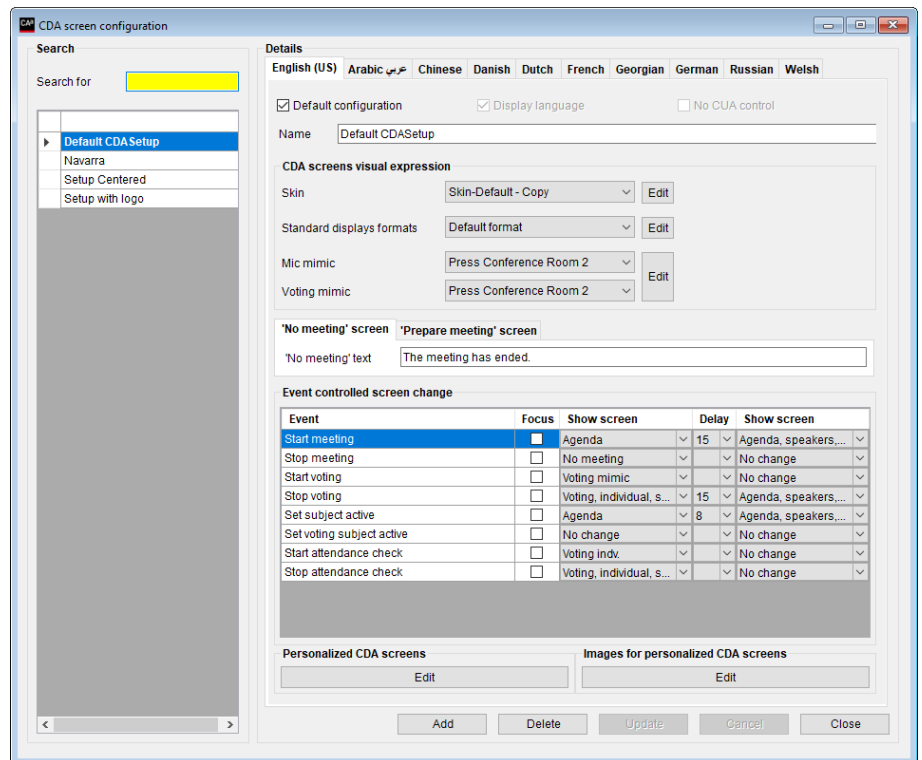 CDA screen configuration
Search
Search for
Default CDASetup
Navarra
Setup Centered
Setup with logo
Details
English (US) Arabic عربي Chinese Danish Dutch French Georgian German Russian Welsh
Default configuration Display language No CUA control
Name Default CDASetup
CDA screens visual expression
Skin Skin-Default - Copy Edit
Standard displays formats Default format Edit
Mic mimic Press Conference Room 2
Edit
Voting mimic Press Conference Room 2
'No meeting' screen 'Prepare meeting' screen
'No meeting' text The meeting has ended.
Event controlled screen change
Event Focus Show screen Delay Show screen
Start meeting Agenda 15 Agenda, speakers,...
Stop meeting No meeting No change
Start voting Voting mimic No change
Stop voting Voting, individual, s... 15 Agenda, speakers,...
Set subject active Agenda 8 Agenda, speakers,...
Set voting subject active No change No change
Start attendance check Voting indv. No change
Stop attendance check Voting, individual, s... No change
Personalized CDA screens Images for personalized CDA screens
Edit Edit
Add Delete Update Cancel Close